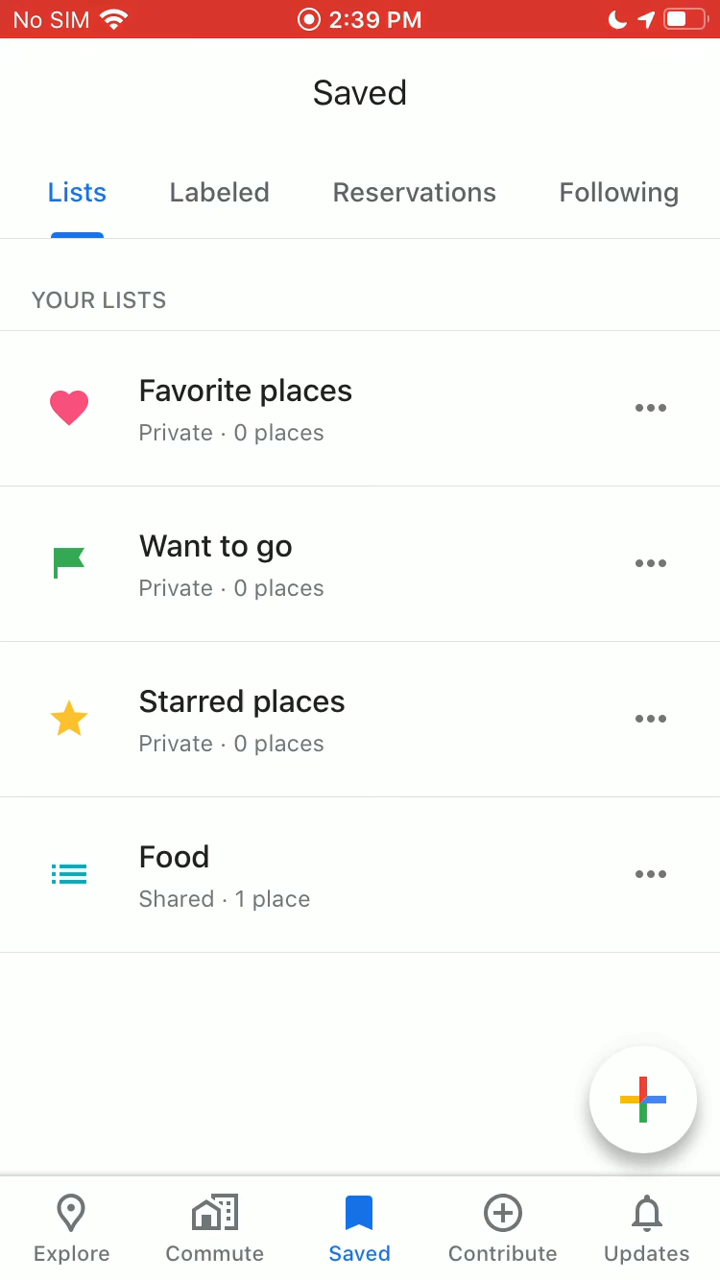 No SIM 2:39 PM
Saved
Lists Labeled Reservations Following
YOUR LISTS
Favorite places
Private · 0 places
Want to go
Private · 0 places
Starred places
Private · 0 places
Food
Shared · 1 place
Explore Commute Saved Contribute Updates